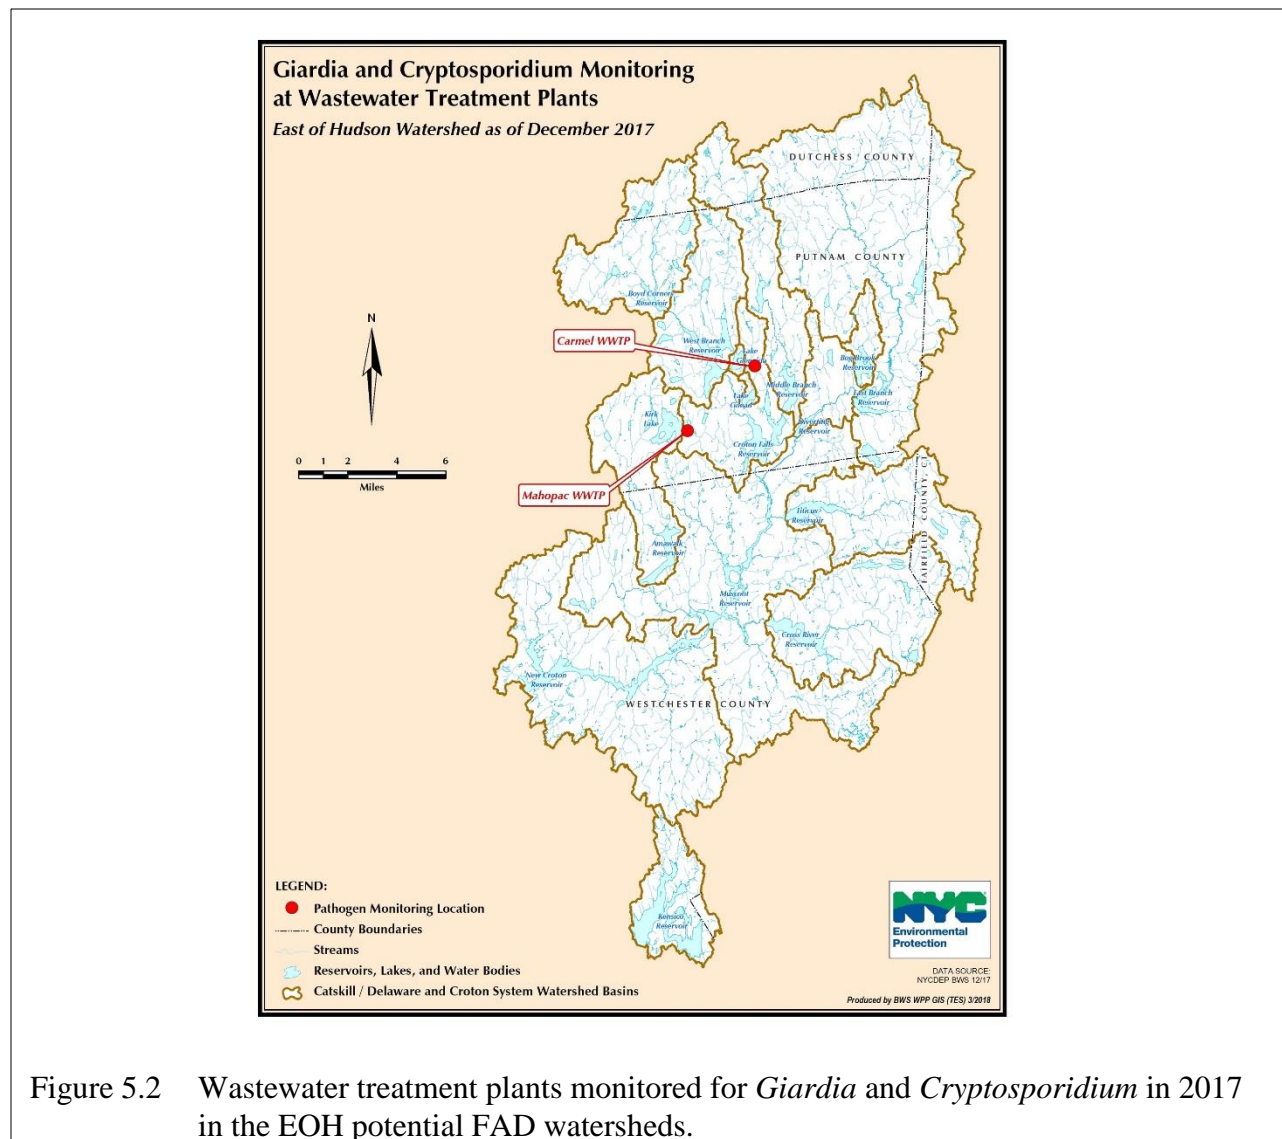 Giardia and Cryptosporidium Monitoring
at Wastewater Treatment Plants
East of Hudson Watershed as of December 2017
DUTCHESS COUNTY
PUTNAM COUNTY
Boyd Corners
Reservoir
N
Carmel WWTP
West Branch
Reservoir
Lake
Bog Brook
Reservoir
Middle Branch
Reservoir
East Branch
Reservoir
Lake
Gilead
Kirk
Lake
Diverting
Reservoir
Croton Falls
Reservoir
0 1 2 4 6
Miles
Mahopac WWTP
Titicus
Reservoir
FAIRFIELD COUNTY, CT
Amawalk
Reservoir
Muscoot
Reservoir
Cross River
Reservoir
New Croton
Reservoir
WESTCHESTER COUNTY
Kensico
Reservoir
LEGEND:
Pathogen Monitoring Location
County Boundaries
Streams
Reservoirs, Lakes, and Water Bodies
Catskill / Delaware and Croton System Watershed Basins
NYC
Environmental
Protection
DATA SOURCE:
NYCDEP BWS 12/17
Produced by BWS WPP GIS (TES) 3/2018
Figure 5.2 Wastewater treatment plants monitored for Giardia and Cryptosporidium in 2017
in the EOH potential FAD watersheds.